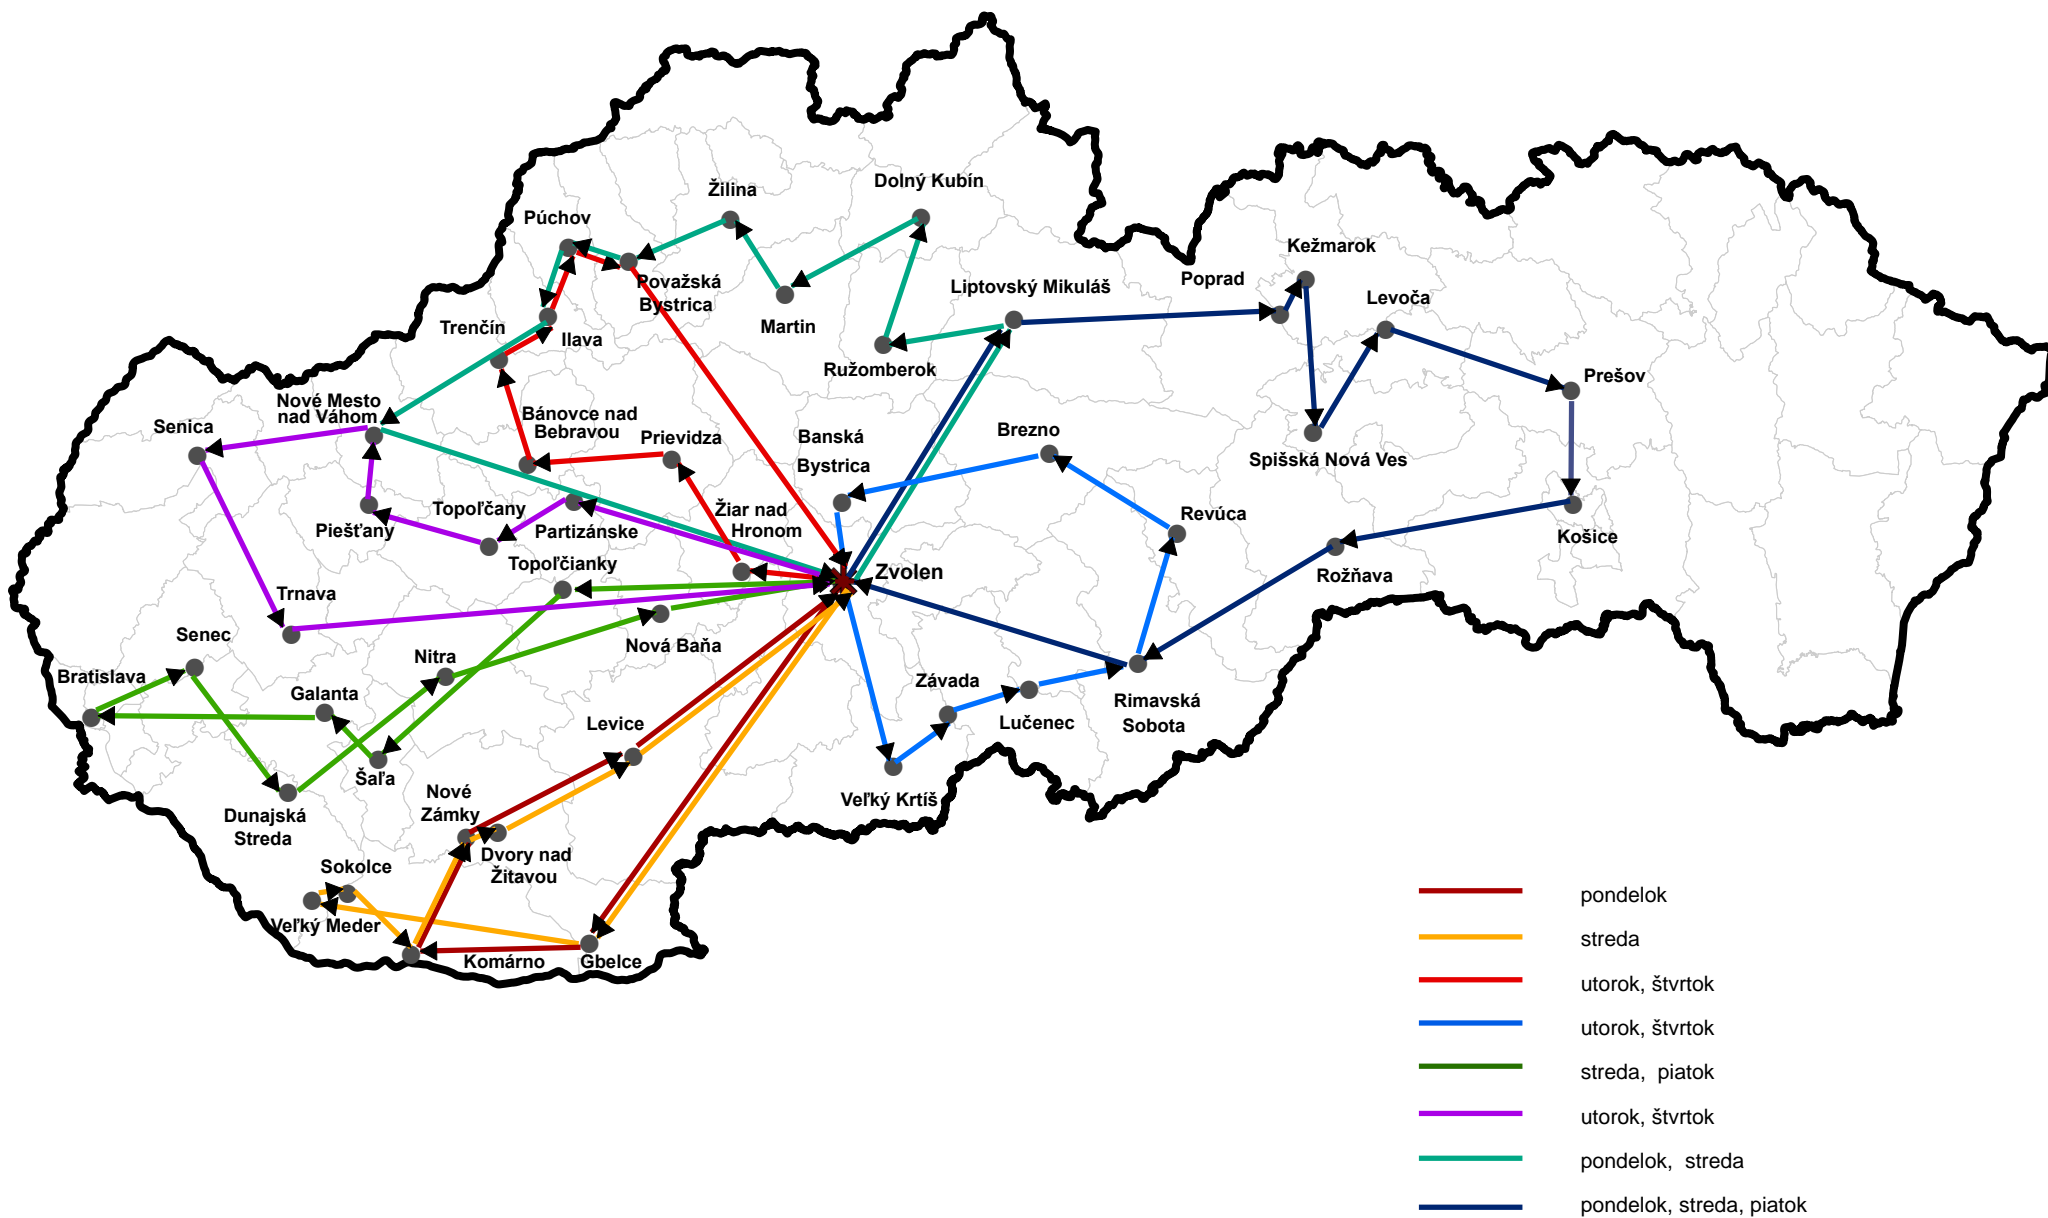 Žilina
Dolný Kubín
Púchov
Kežmarok
Považská
Bystrica
Poprad
Liptovský Mikuláš
Levoča
Trenčín
Ilava
Martin
Ružomberok
Prešov
Nové Mesto
nad Váhom
Senica
Bánovce nad
Bebravou
Prievidza
Banská
Bystrica
Brezno
Spišská Nová Ves
Topoľčany
Piešťany
Partizánske
Žiar nad
Hronom
Revúca
Košice
Topoľčianky
Zvolen
Rožňava
Trnava
Senec
Nová Baňa
Bratislava
Nitra
Galanta
Závada
Rimavská
Sobota
Levice
Lučenec
Šaľa
Nové
Zámky
Veľký Krtíš
Dunajská
Streda
Dvory nad
Žitavou
Sokolce
Veľký Meder
Komárno
Gbelce
pondelok
streda
utorok, štvrtok
utorok, štvrtok
streda, piatok
utorok, štvrtok
pondelok, streda
pondelok, streda, piatok